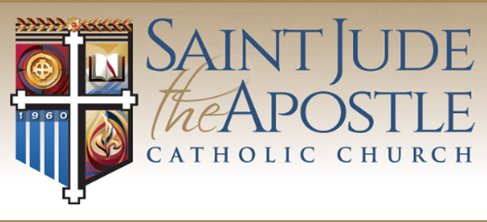 SAINT JUDE
the APOSTLE
CATHOLIC CHURCH
1960